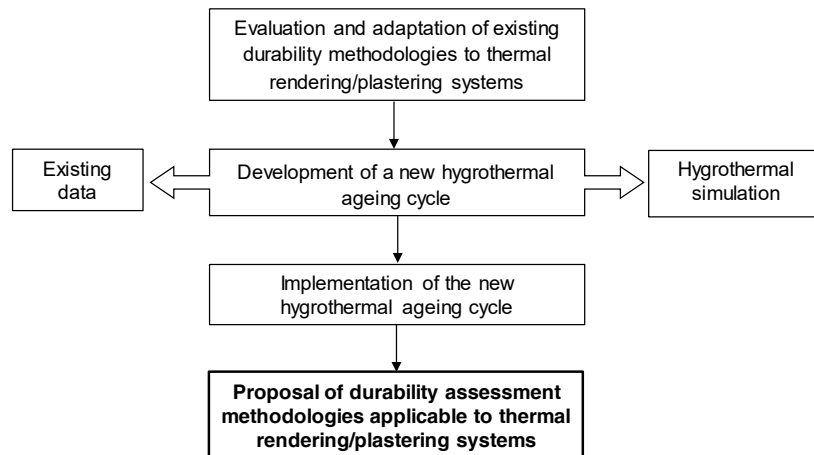 Evaluation and adaptation of existing
durability methodologies to thermal
rendering/plastering systems
Existing
data
Development of a new hygrothermal
ageing cycle
Hygrothermal
simulation
Implementation of the new
hygrothermal ageing cycle
Proposal of durability assessment
methodologies applicable to thermal
rendering/plastering systems